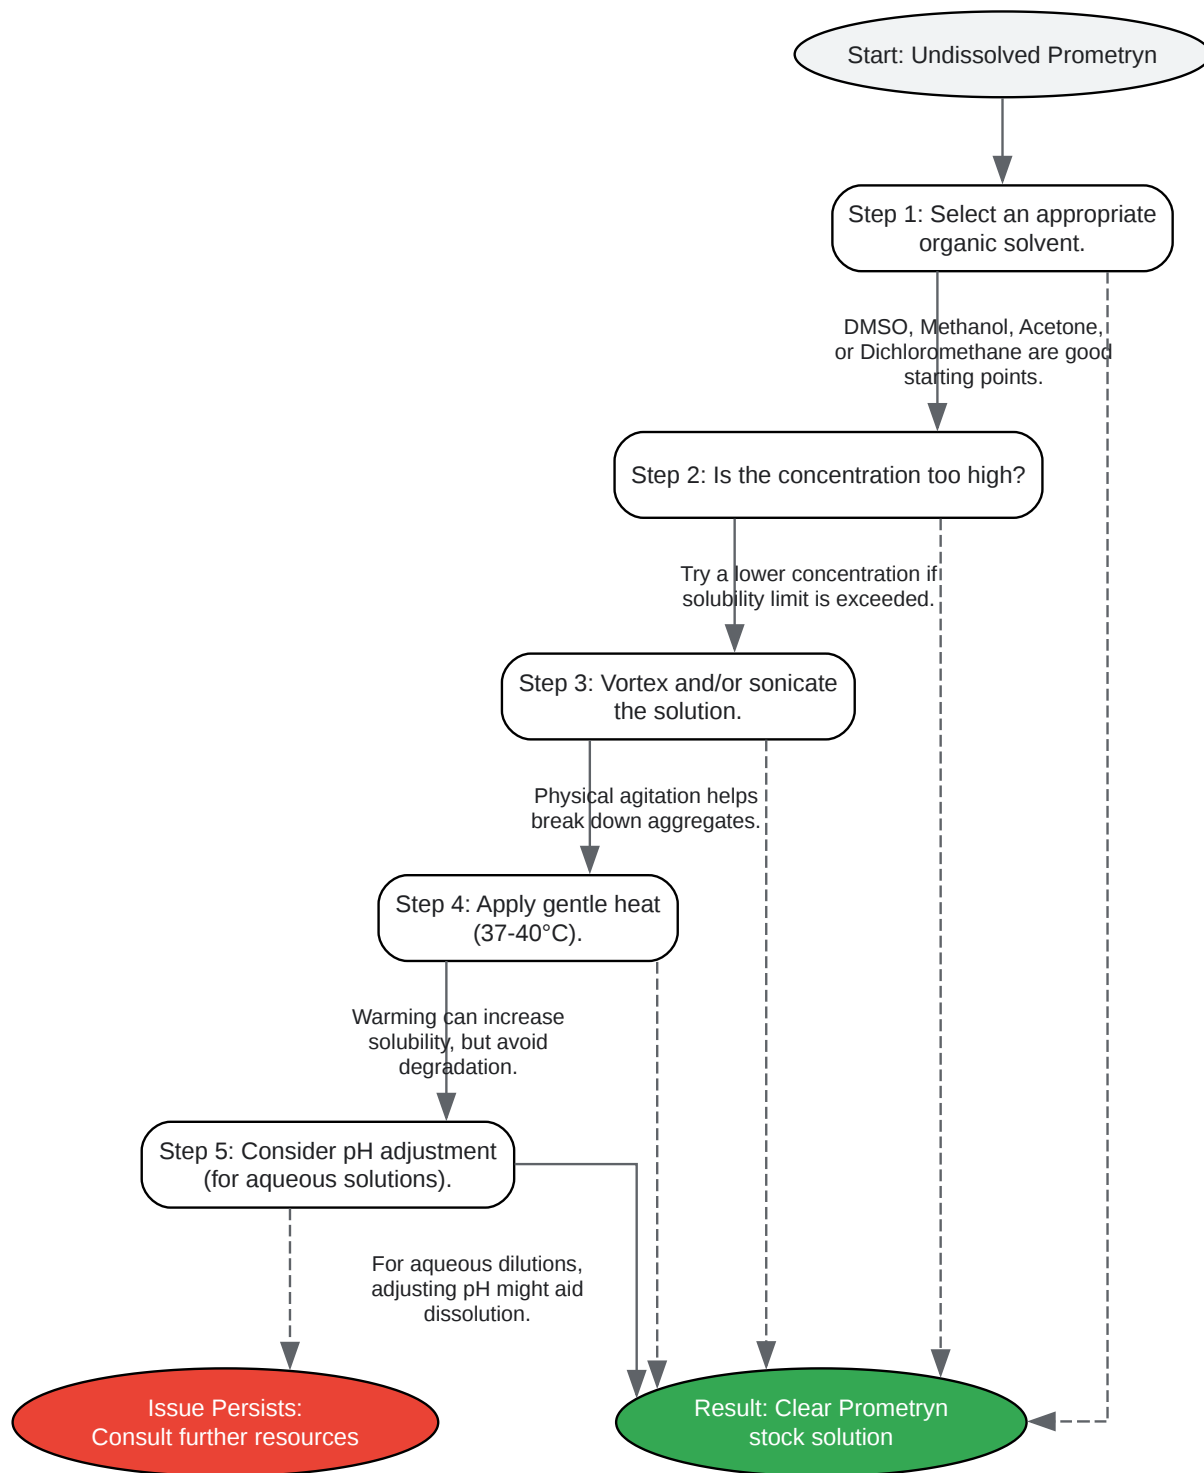 Start: Undissolved Prometryn
Step 1: Select an appropriate
organic solvent.
DMSO, Methanol, Acetone,
or Dichloromethane are good
starting points.
Step 2: Is the concentration too high?
Try a lower concentration if
solubility limit is exceeded.
Step 3: Vortex and/or sonicate
the solution.
Physical agitation helps
break down aggregates.
Step 4: Apply gentle heat
(37-40°C).
Warming can increase
solubility, but avoid
degradation.
Step 5: Consider pH adjustment
(for aqueous solutions).
For aqueous dilutions,
adjusting pH might aid
dissolution.
Issue Persists:
Consult further resources
Result: Clear Prometryn
stock solution